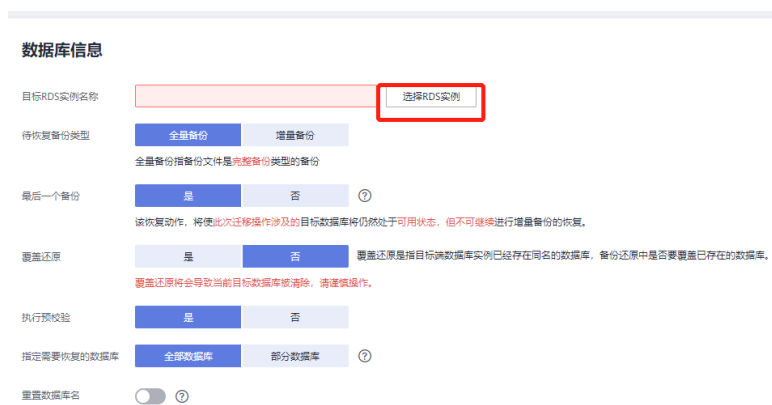 数据库信息
目标RDS实例名称 选择RDS实例
待恢复备份类型 全量备份 增量备份
全量备份指备份文件是完整备份类型的备份
最后一个备份 是 否 ?
该恢复动作，将使此次迁移操作涉及的目标数据库将仍然处于可用状态，但不可继续进行增量备份的恢复。
覆盖还原 是 否 覆盖还原是指目标端数据库实例已经存在同名的数据库，备份还原中是否要覆盖已存在的数据库。
覆盖还原将会导致当前目标数据库被清除，请谨慎操作。
执行预校验 是 否
指定需要恢复的数据库 全部数据库 部分数据库 ?
重置数据库名 ?